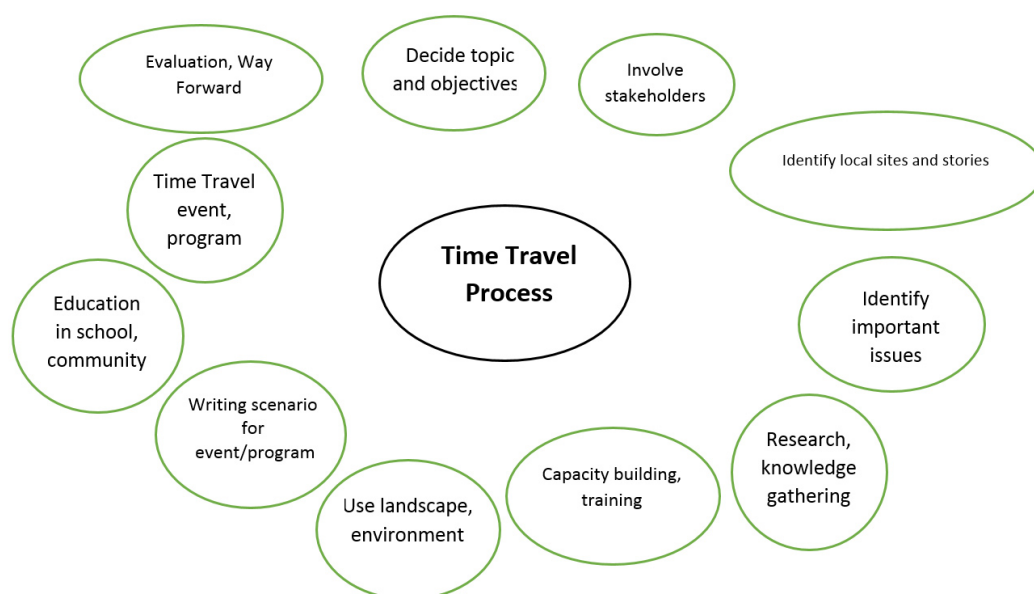 Evaluation, Way
Forward
Decide topic
and objectives
Involve
stakeholders
Identify local sites and stories
Time Travel
event,
program
Time Travel
Process
Identify
important
issues
Education
in school,
community
Writing scenario
for
event/program
Research,
knowledge
gathering
Capacity building,
training
Use landscape,
environment